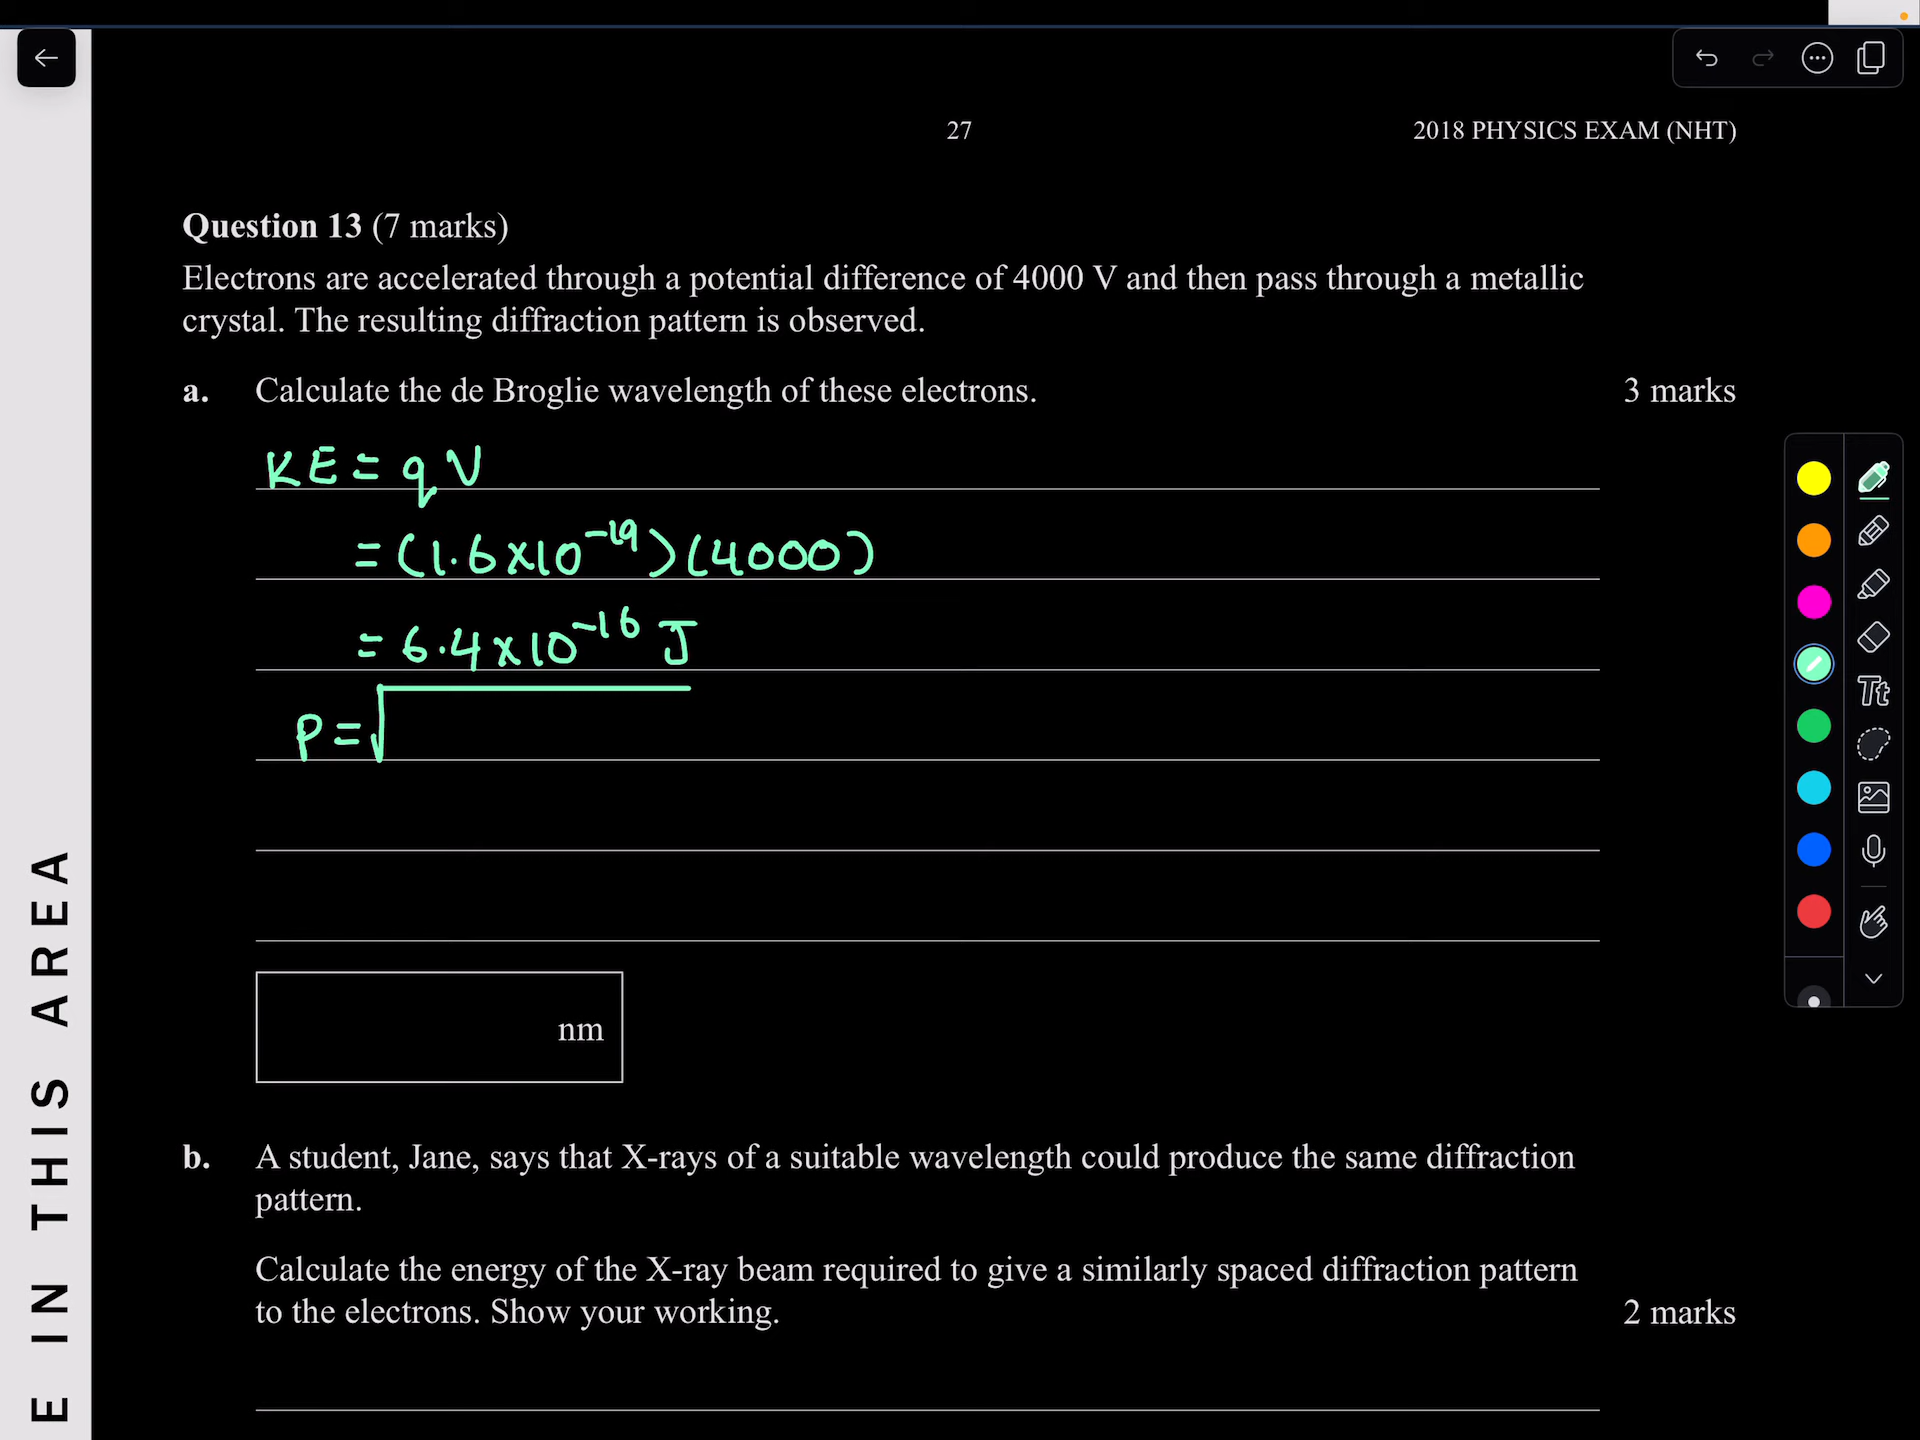 27
2018 PHYSICS EXAM (NHT)
Question 13 (7 marks)
Electrons are accelerated through a potential difference of 4000 V and then pass through a metallic
crystal. The resulting diffraction pattern is observed.
a. Calculate the de Broglie wavelength of these electrons. 3 marks
KE = qV
= (1.6×10⁻¹⁹)(4000)
= 6.4×10⁻¹⁶ J
P = √
nm
b. A student, Jane, says that X-rays of a suitable wavelength could produce the same diffraction
pattern.
Calculate the energy of the X-ray beam required to give a similarly spaced diffraction pattern
to the electrons. Show your working. 2 marks
E IN THIS AREA
Tt